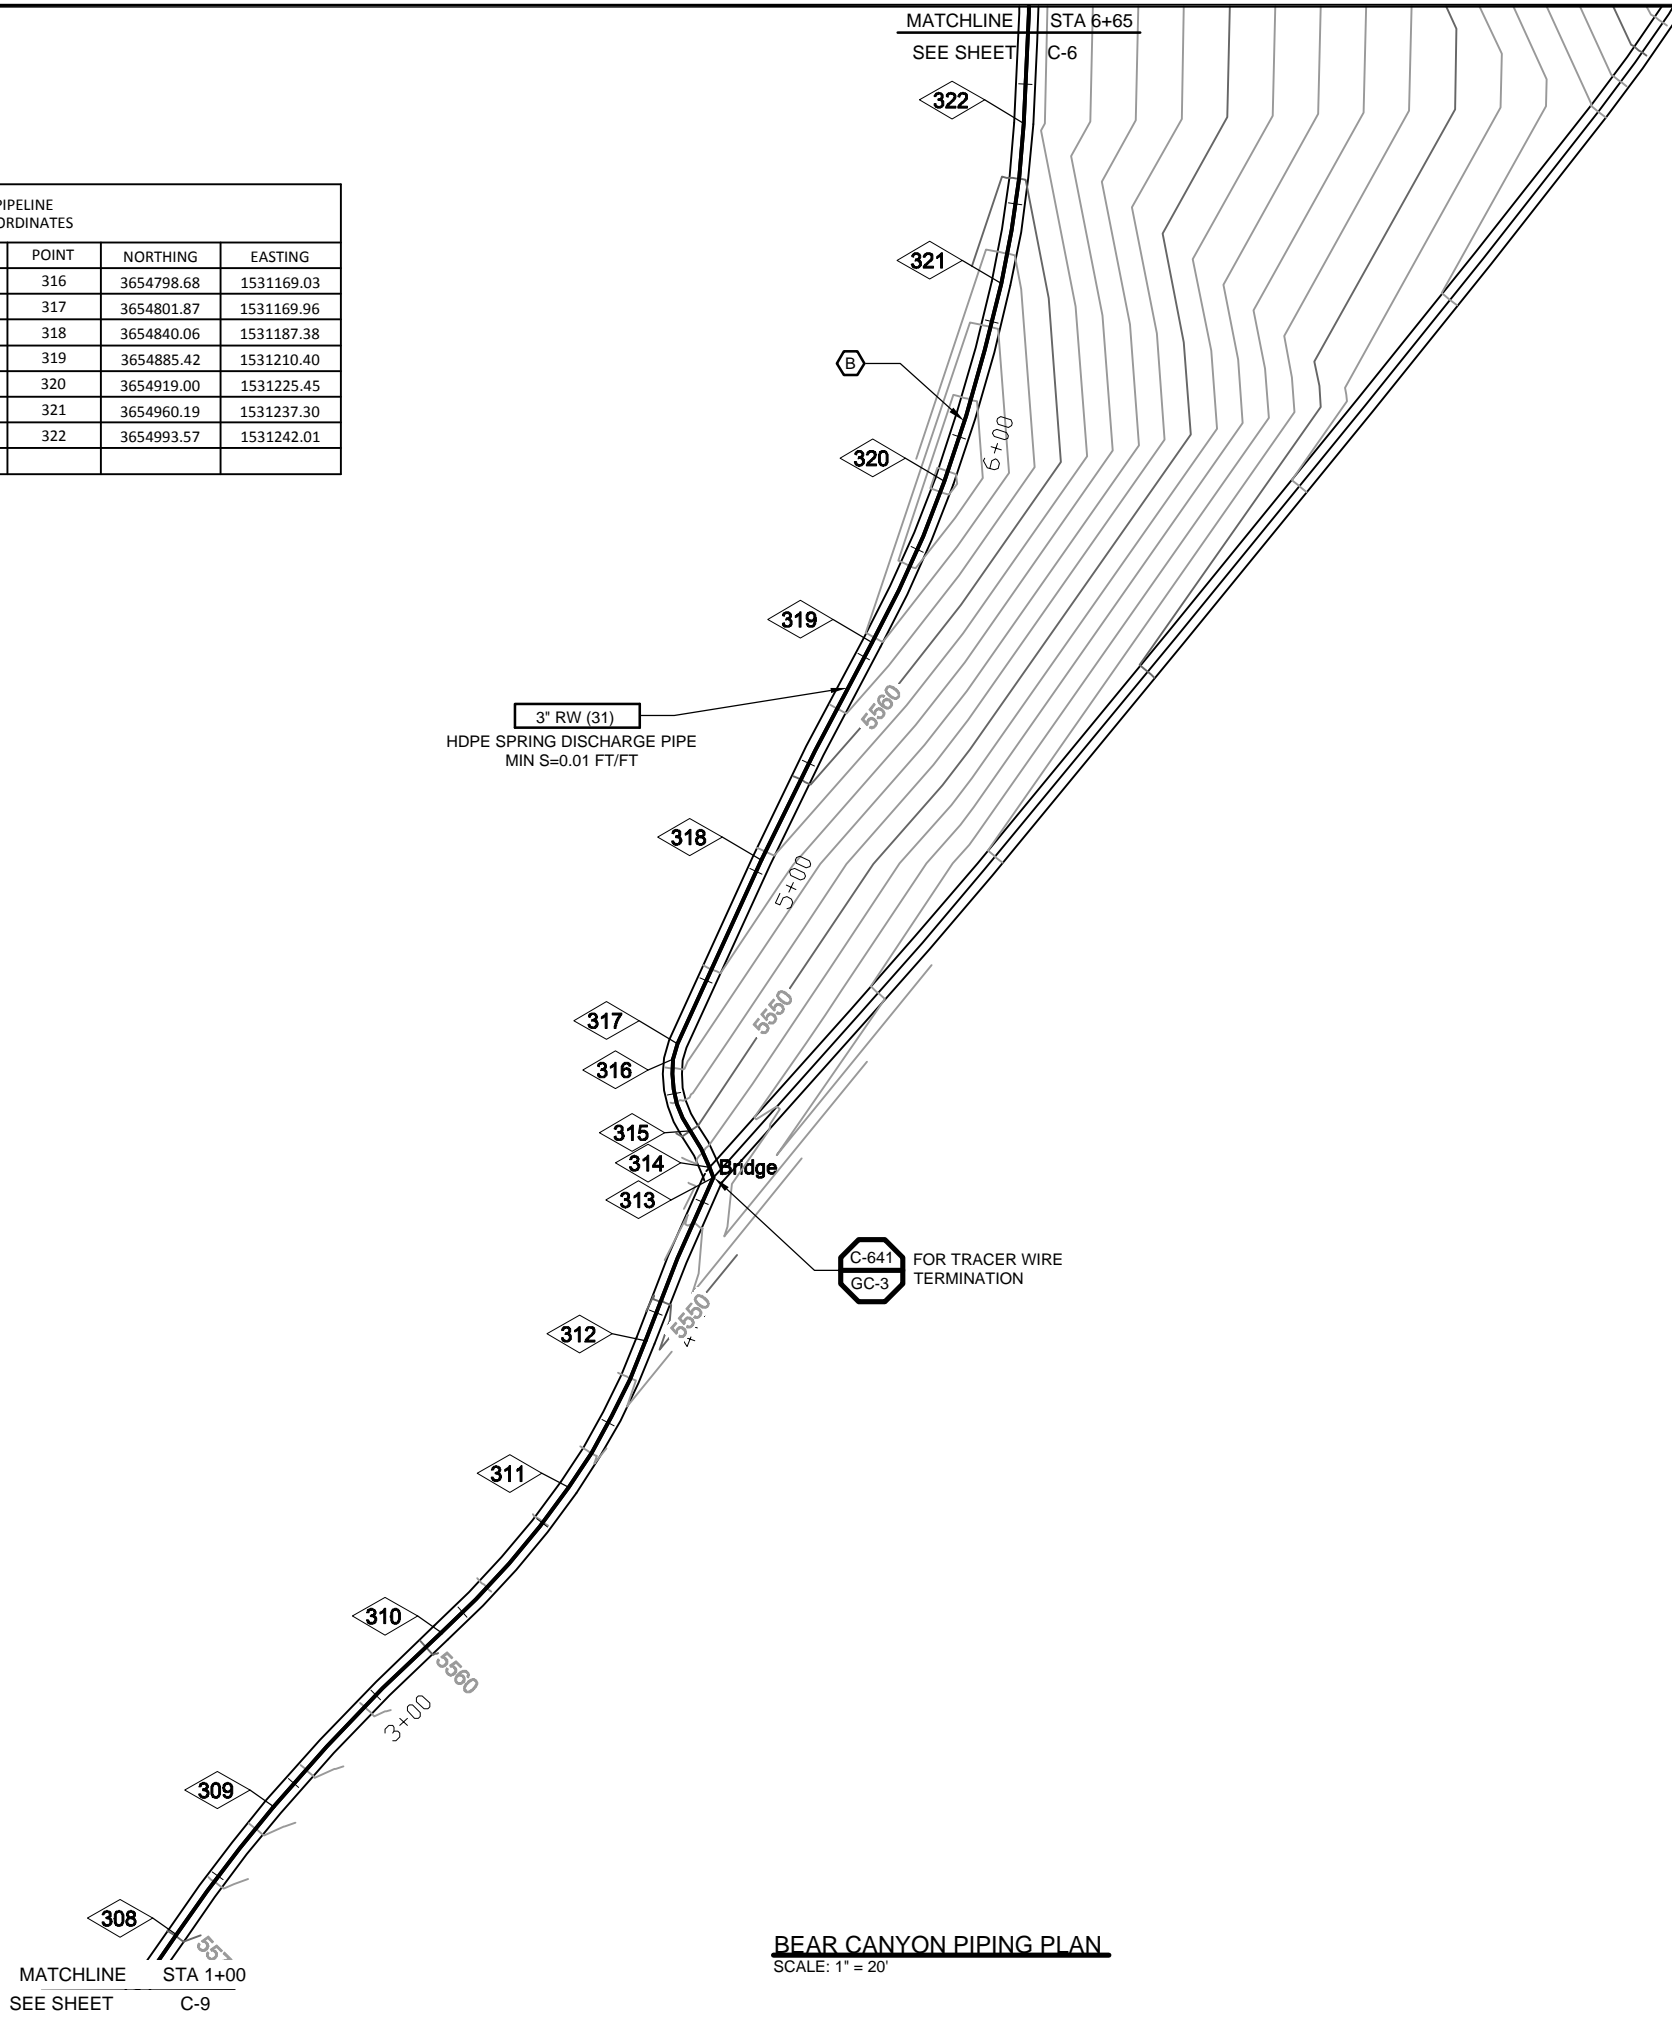 MATCHLINE STA 6+65
SEE SHEET C-6
322
PIPELINE
ORDINATES
POINT NORTHING EASTING
316 3654798.68 1531169.03
317 3654801.87 1531169.96
318 3654840.06 1531187.38
319 3654885.42 1531210.40
320 3654919.00 1531225.45
321 3654960.19 1531237.30
322 3654993.57 1531242.01
321
B
6+00
320
319
5560
3" RW (31)
HDPE SPRING DISCHARGE PIPE
MIN S=0.01 FT/FT
318
5+00
5550
317
316
315
314
Bridge
313
C-641
GC-3
FOR TRACER WIRE
TERMINATION
5550
312
311
310
5560
3+00
309
308
BEAR CANYON PIPING PLAN
SCALE: 1" = 20'
MATCHLINE STA 1+00
SEE SHEET C-9